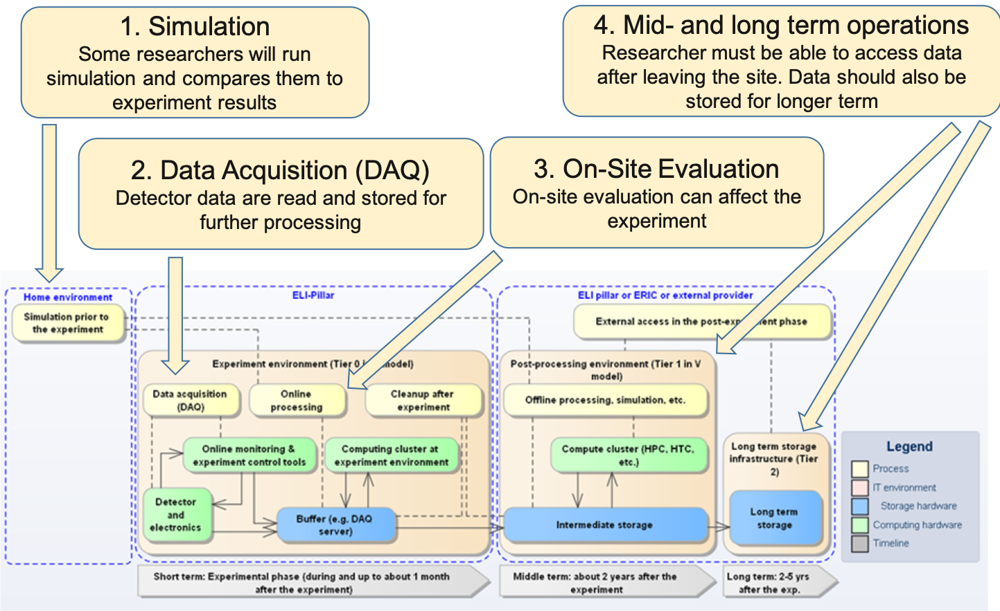 1. Simulation
Some researchers will run
simulation and compares them to
experiment results
4. Mid- and long term operations
Researcher must be able to access data
after leaving the site. Data should also be
stored for longer term
2. Data Acquisition (DAQ)
Detector data are read and stored for
further processing
3. On-Site Evaluation
On-site evaluation can affect the
experiment
Home environment
ELI-Pillar
ELI pillar or ERIC or external provider
Simulation prior to
the experiment
External access in the post-exp ent phase
Experiment environment (Tier 0 model)
Post-processing environment (Tier 1 in V
model)
Data acquisition
(DAQ)
Online
processing
Cleanup after
experiment
Offline processing, simulation, etc.
Online monitoring &
experiment control tools
Computing cluster at
experiment environment
Compute cluster (HPC, HTC,
etc.)
Long term storage
infrastructure (Tier
2)
Detector
and
electronics
Buffer (e.g. DAQ
server)
Intermediate storage
Long term
storage
Legend
Process
IT environment
Storage hardware
Computing hardware
Timeline
Short term: Experimental phase (during and up to about 1 month
after the experiment)
Middle term: about 2 years after the
experiment
Long term: 2-5 yrs
after the exp.